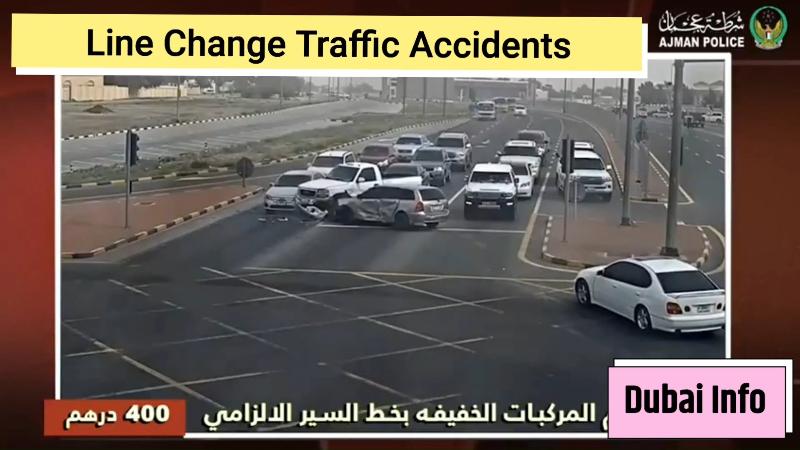 Line Change Traffic Accidents
شرطة عجمان
AJMAN POLICE
المركبات الخفيفه بخط السير الالزامي
400 درهم
Dubai Info